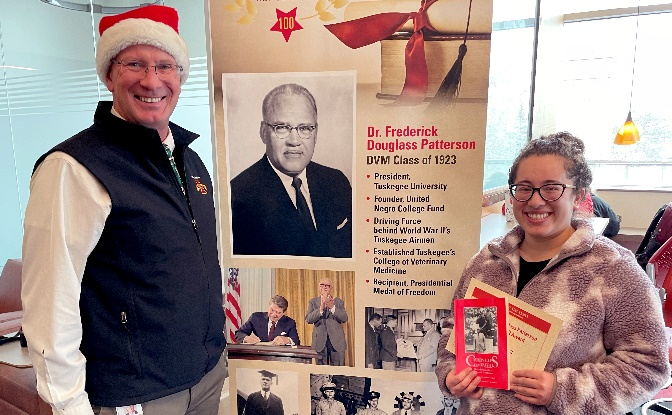 100
Dr. Frederick
Douglass Patterson
DVM Class of 1923
• President,
Tuskegee University
• Founder, United
Negro College Fund
• Driving Force
behind World War II's
Tuskegee Airmen
• Established Tuskegee's
College of Veterinary
Medicine
• Recipient, Presidential
Medal of Freedom